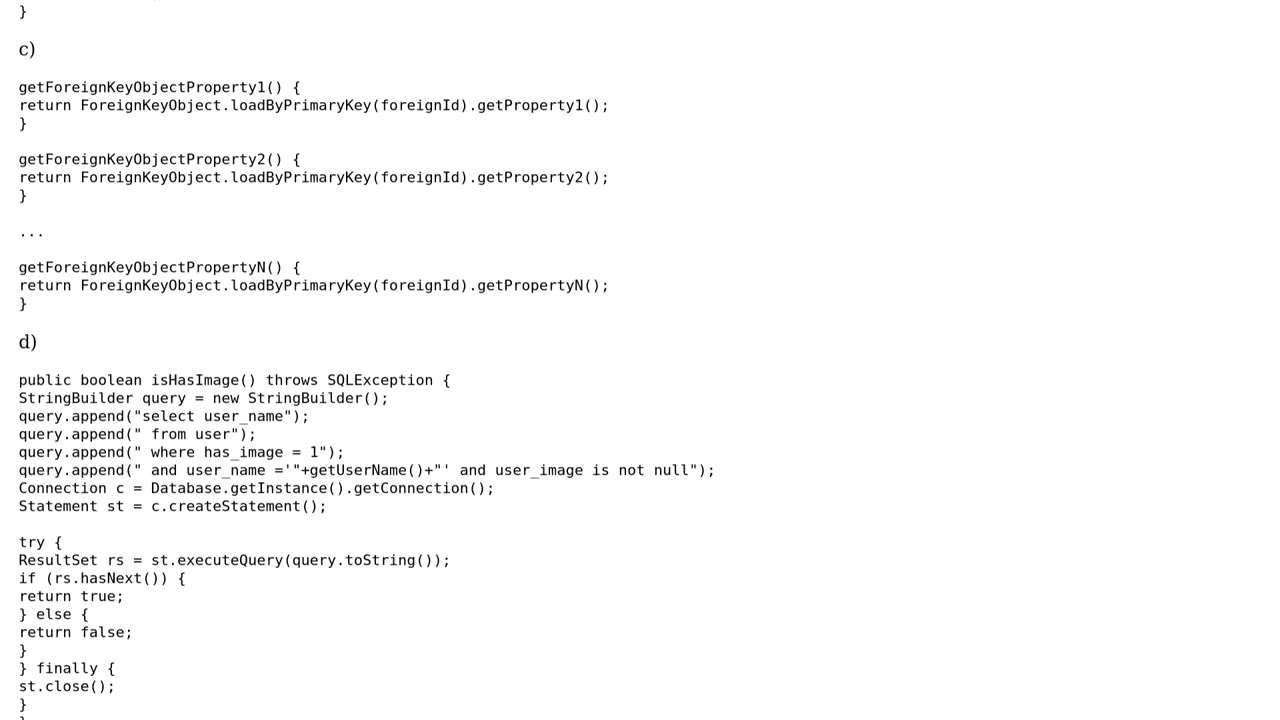 }
c)
getForeignKeyObjectProperty1() {
return ForeignKeyObject.loadByPrimaryKey(foreignId).getProperty1();
}
getForeignKeyObjectProperty2() {
return ForeignKeyObject.loadByPrimaryKey(foreignId).getProperty2();
}
...
getForeignKeyObjectPropertyN() {
return ForeignKeyObject.loadByPrimaryKey(foreignId).getPropertyN();
}
d)
public boolean isHasImage() throws SQLException {
StringBuilder query = new StringBuilder();
query.append("select user_name");
query.append(" from user");
query.append(" where has_image = 1");
query.append(" and user_name ='"+getUserName()+"' and user_image is not null");
Connection c = Database.getInstance().getConnection();
Statement st = c.createStatement();
try {
ResultSet rs = st.executeQuery(query.toString());
if (rs.hasNext()) {
return true;
} else {
return false;
}
} finally {
st.close();
}
}